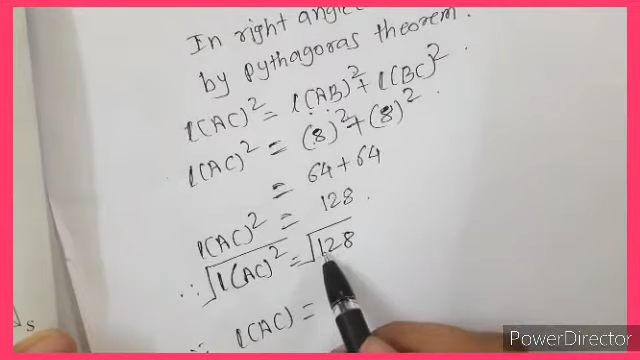 In right angle
by pythagoras theorem.
l(AC)² = l(AB)² + l(BC)².
l(AC)² = (8)² + (8)².
= 64+64
l(AC)² = 128.
∴ √l(AC)² = √128
∴ l(AC) =
S
PowerDirector